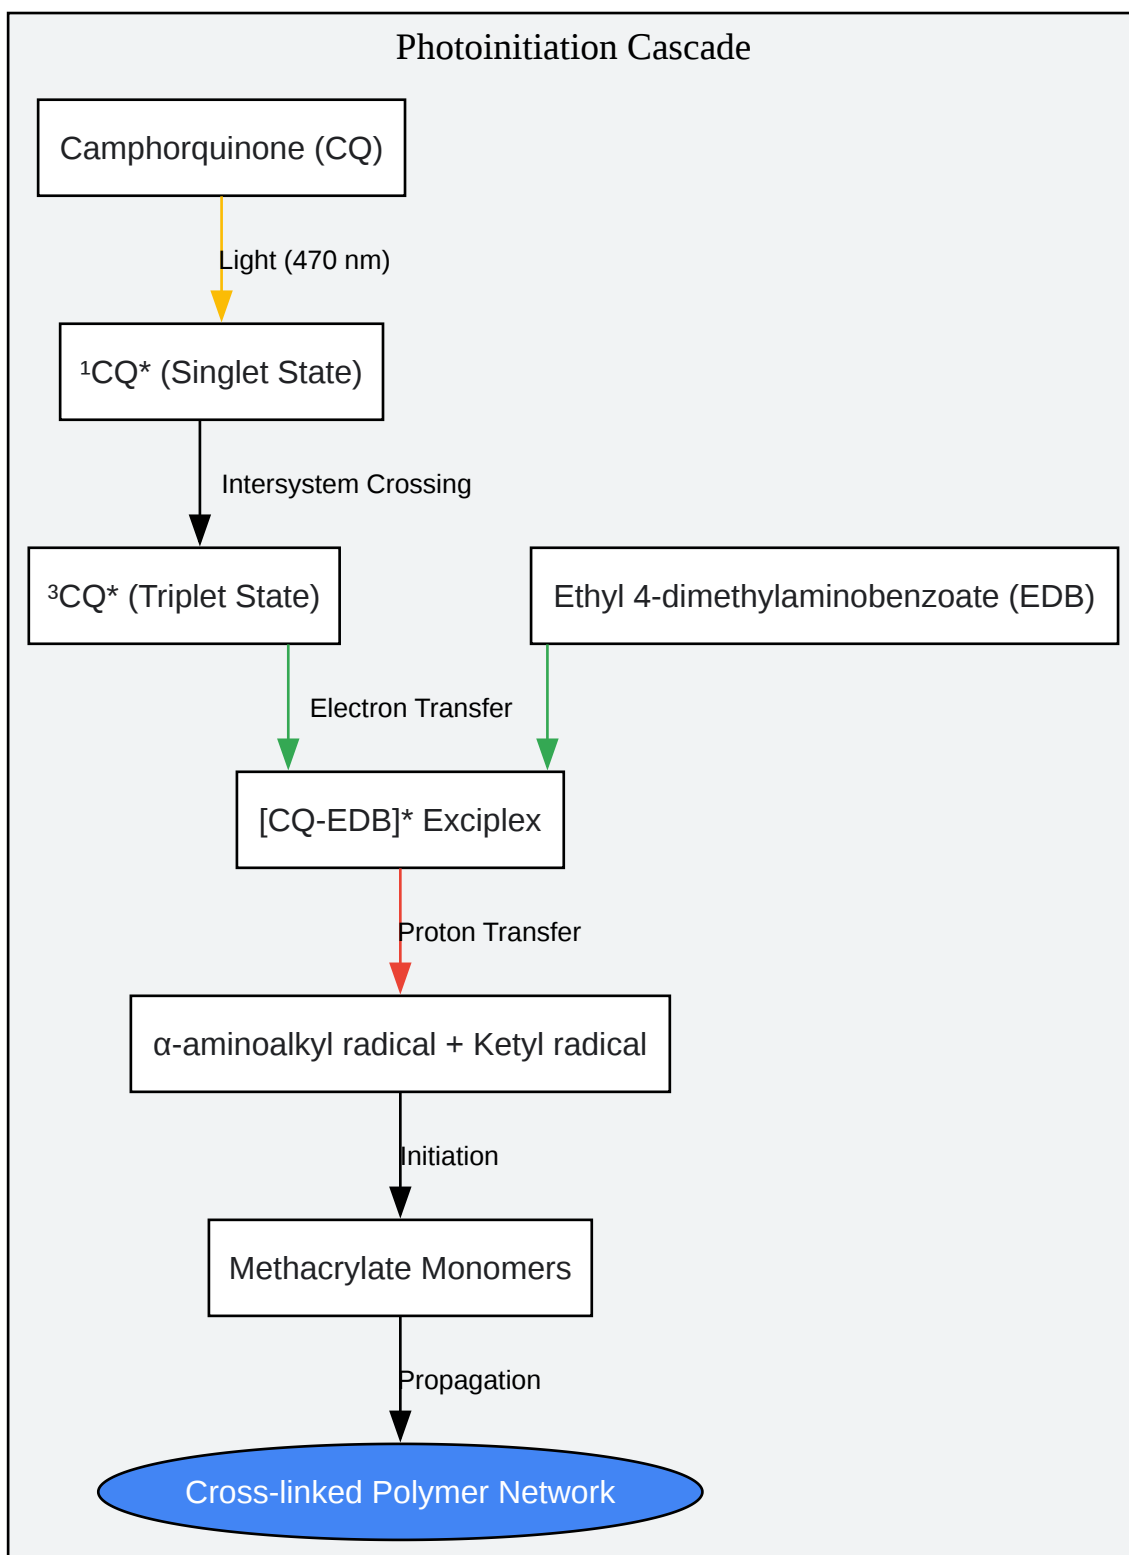 Photoinitiation Cascade
Camphorquinone (CQ)
Light (470 nm)
¹CQ* (Singlet State)
Intersystem Crossing
³CQ* (Triplet State)
Ethyl 4-dimethylaminobenzoate (EDB)
Electron Transfer
[CQ-EDB]* Exciplex
Proton Transfer
α-aminoalkyl radical + Ketyl radical
Initiation
Methacrylate Monomers
Propagation
Cross-linked Polymer Network